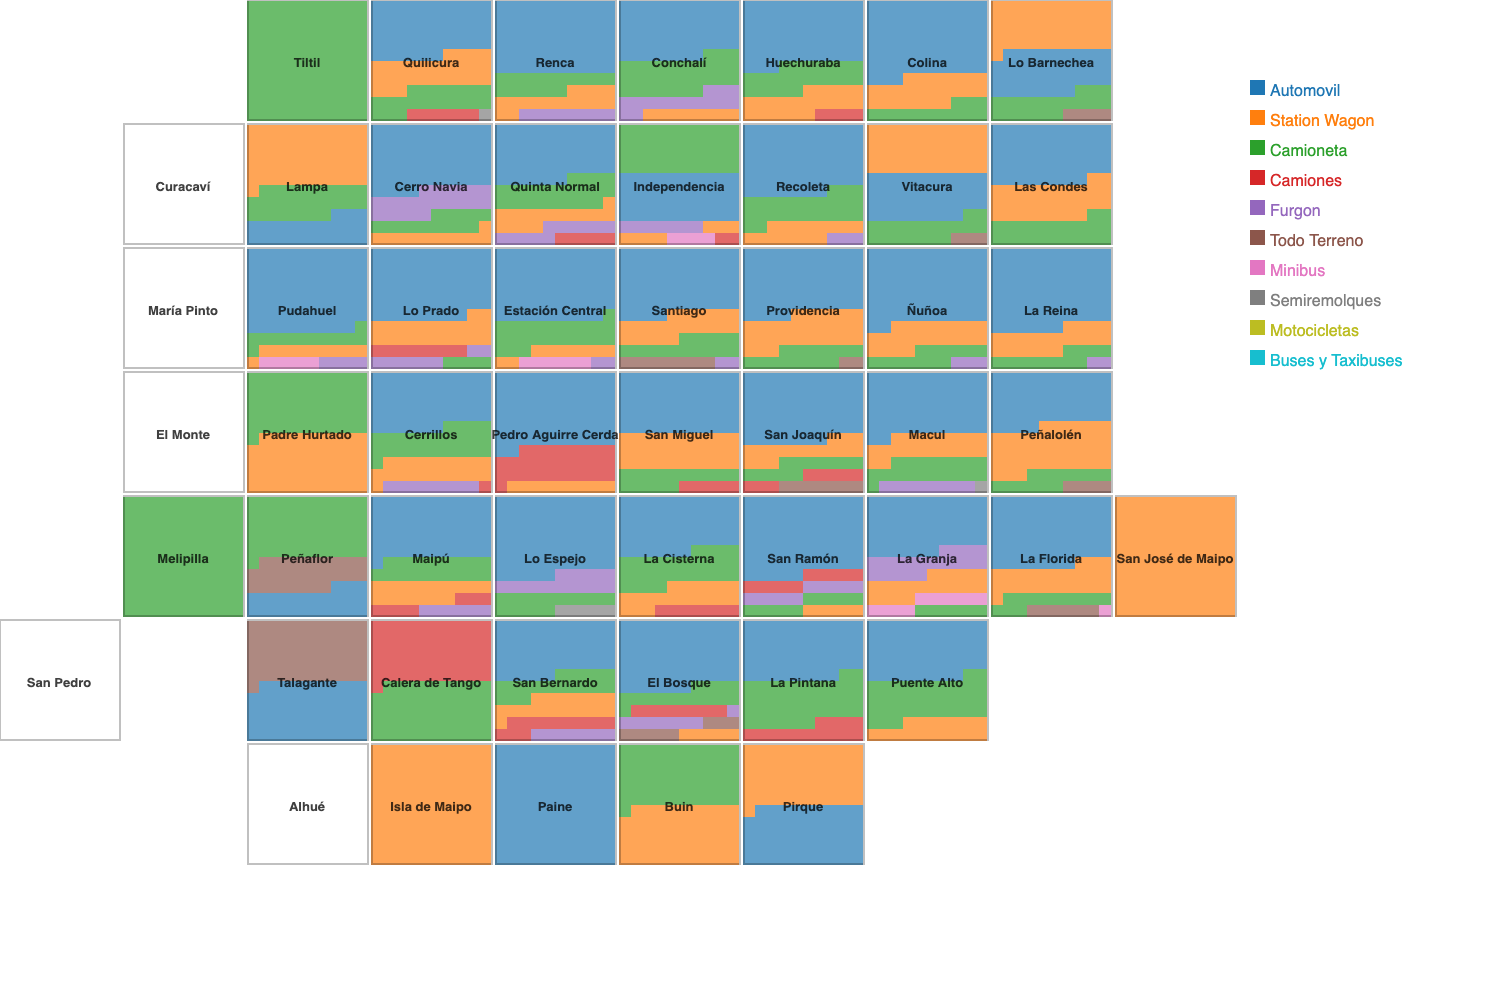 Tiltil
Quilicura
Renca
Conchalí
Huechuraba
Colina
Lo Barnechea
Curacaví
Lampa
Cerro Navia
Quinta Normal
Independencia
Recoleta
Vitacura
Las Condes
María Pinto
Pudahuel
Lo Prado
Estación Central
Santiago
Providencia
Ñuñoa
La Reina
El Monte
Padre Hurtado
Cerrillos
Pedro Aguirre Cerda
San Miguel
San Joaquín
Macul
Peñalolén
Melipilla
Peñaflor
Maipú
Lo Espejo
La Cisterna
San Ramón
La Granja
La Florida
San José de Maipo
San Pedro
Talagante
Calera de Tango
San Bernardo
El Bosque
La Pintana
Puente Alto
Alhué
Isla de Maipo
Paine
Buin
Pirque
Automovil
Station Wagon
Camioneta
Camiones
Furgon
Todo Terreno
Minibus
Semiremolques
Motocicletas
Buses y Taxibuses